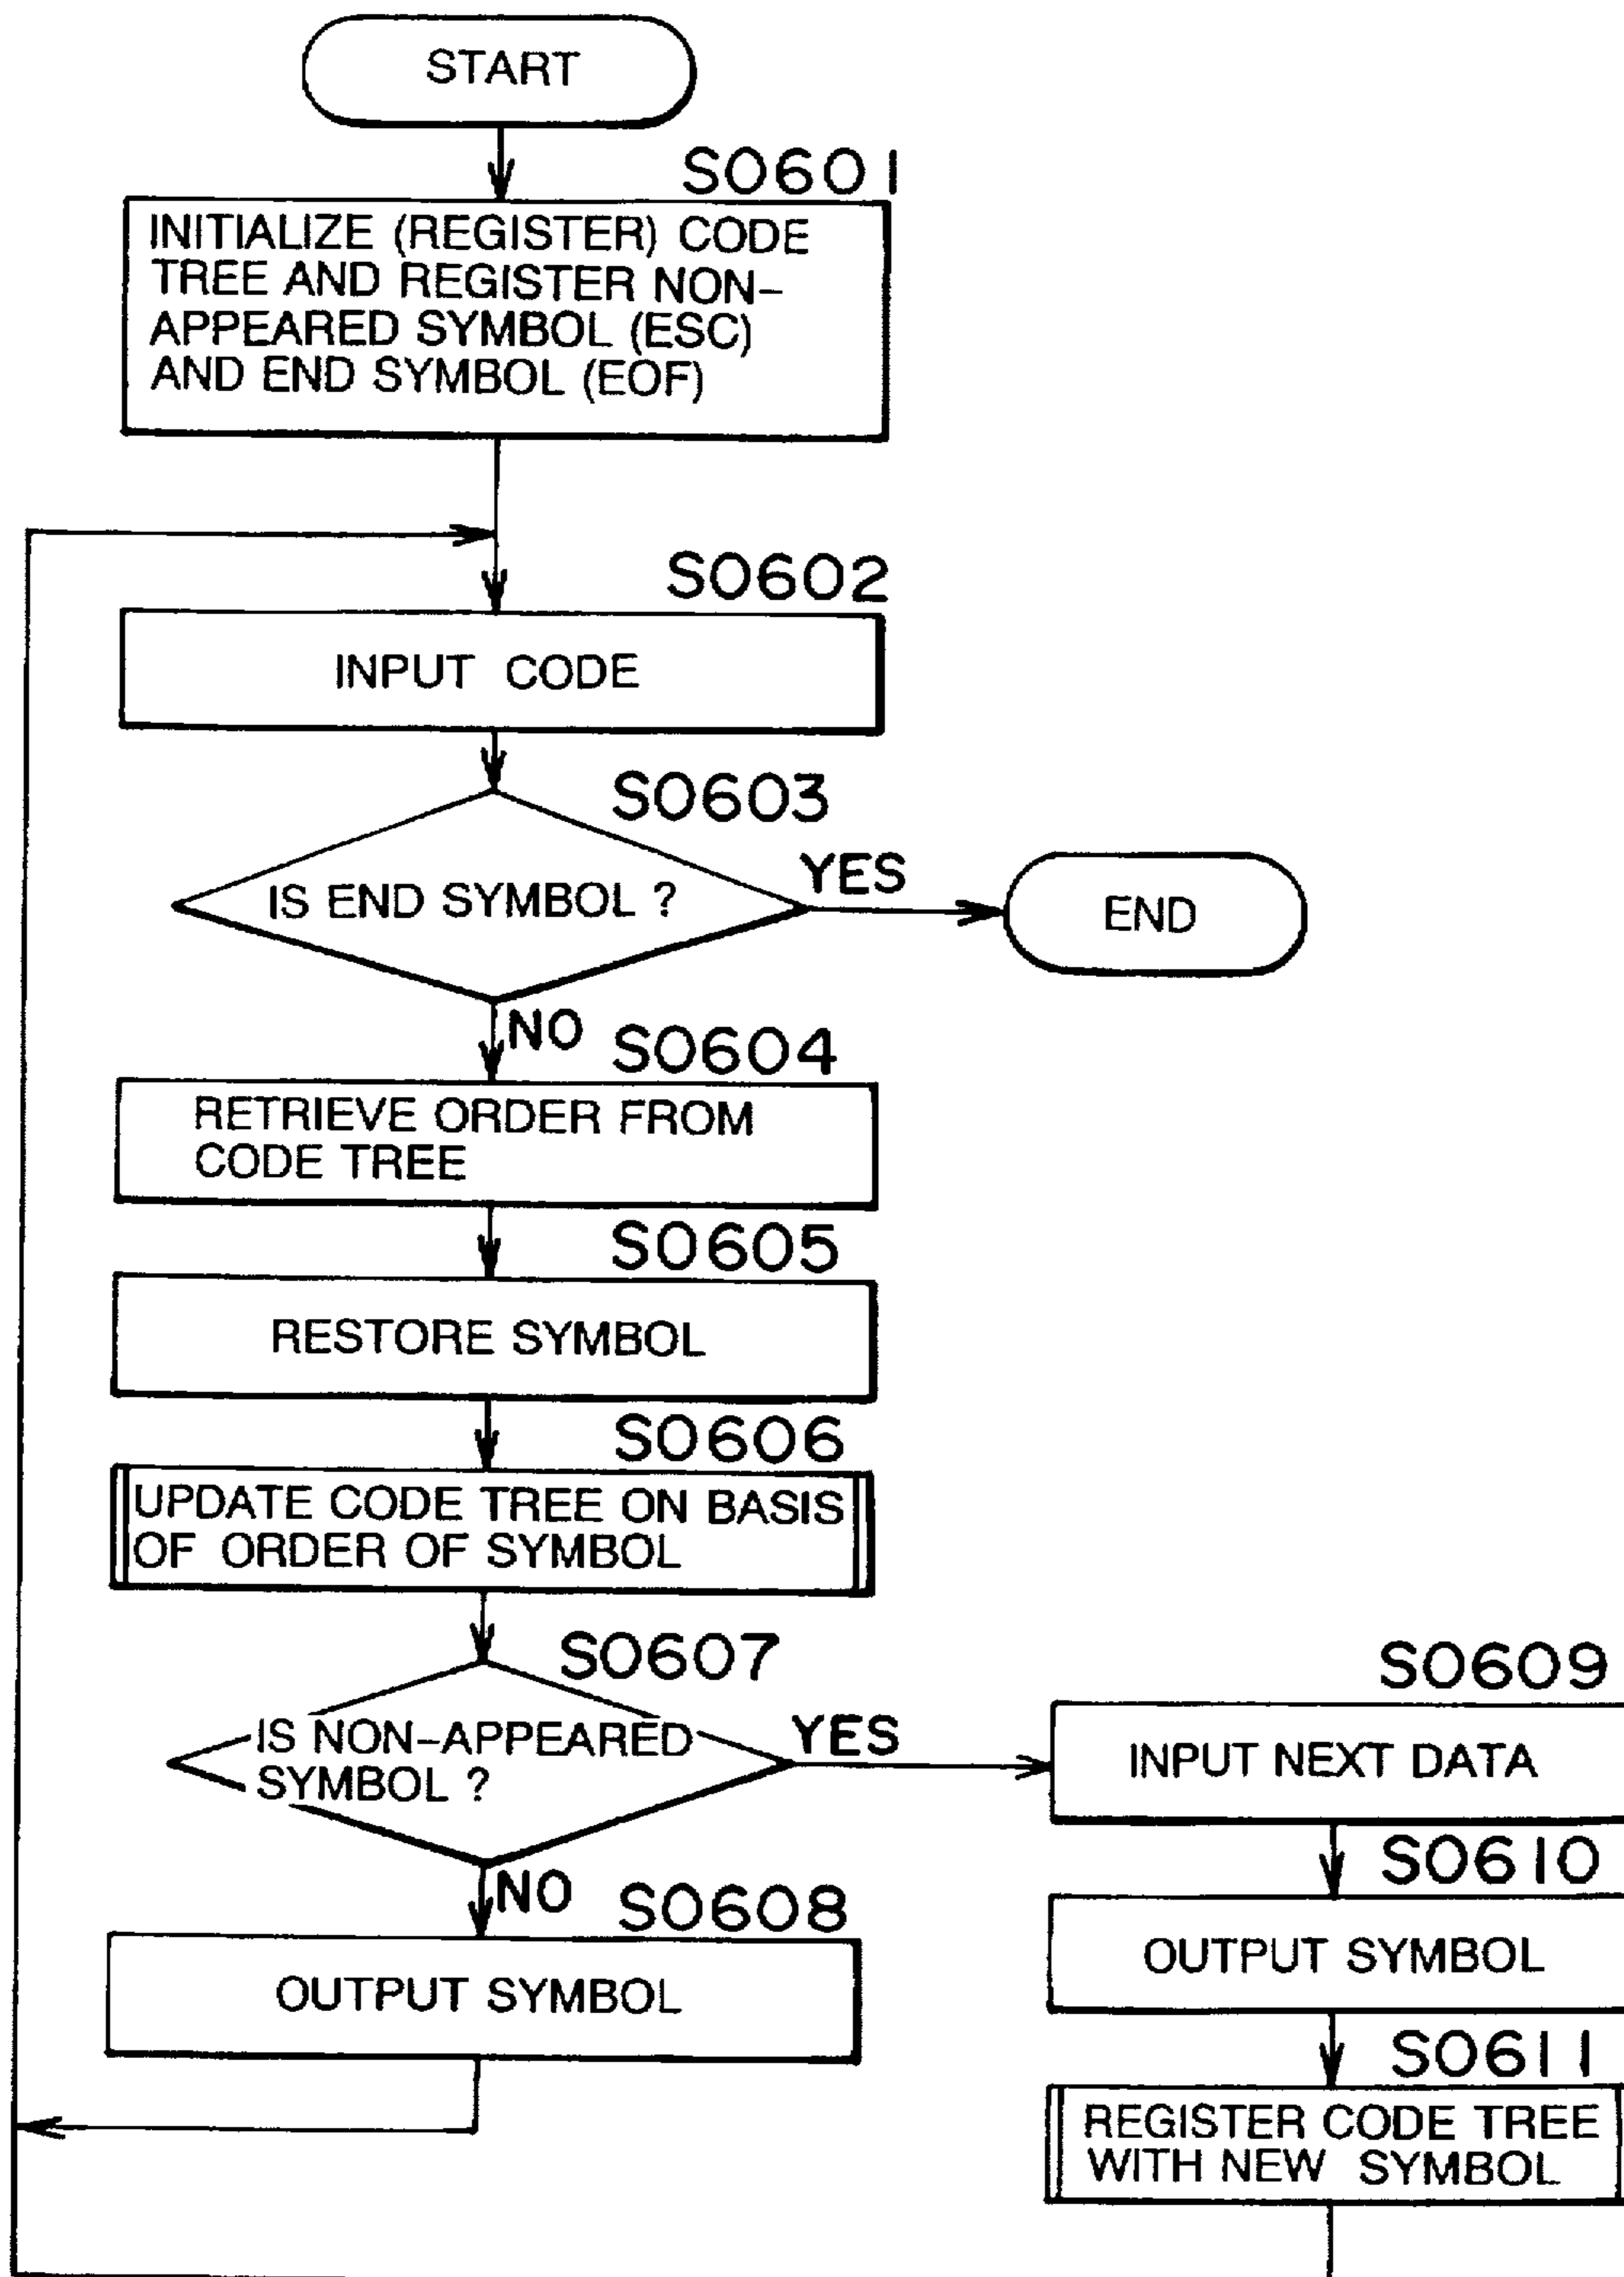 START
S0601
INITIALIZE (REGISTER) CODE
TREE AND REGISTER NON-
APPEARED SYMBOL (ESC)
AND END SYMBOL (EOF)
S0602
INPUT CODE
S0603
IS END SYMBOL ?
YES
END
NO
S0604
RETRIEVE ORDER FROM
CODE TREE
S0605
RESTORE SYMBOL
S0606
UPDATE CODE TREE ON BASIS
OF ORDER OF SYMBOL
S0607
IS NON-APPEARED
SYMBOL ?
YES
S0609
INPUT NEXT DATA
NO
S0608
OUTPUT SYMBOL
S0610
OUTPUT SYMBOL
S0611
REGISTER CODE TREE
WITH NEW SYMBOL